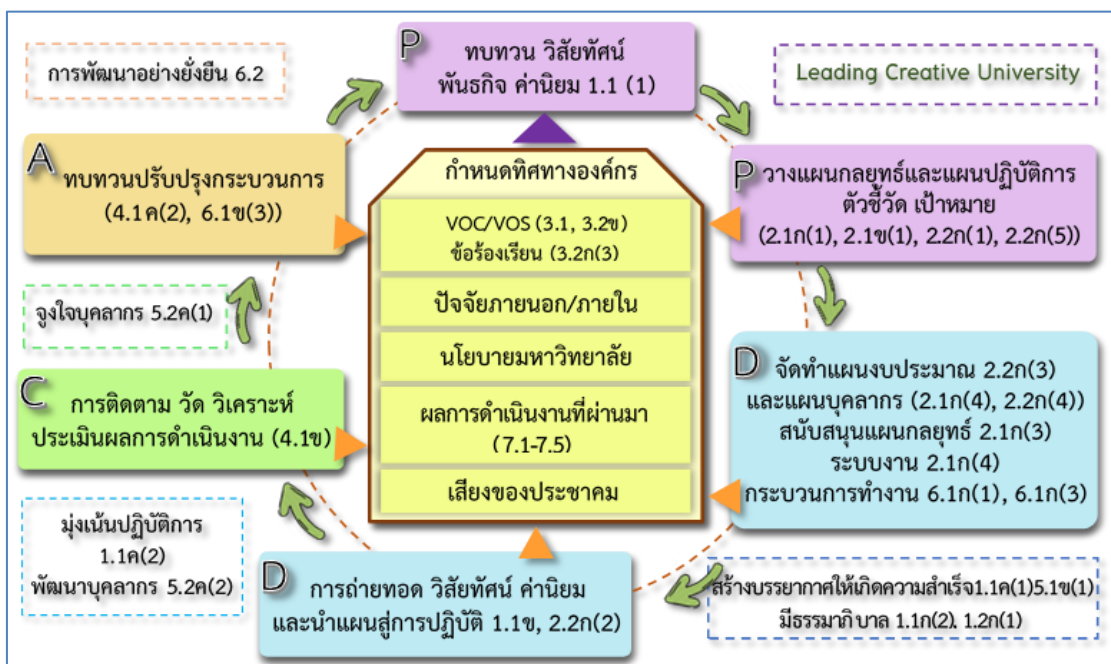 P
ทบทวน วิสัยทัศน์
พันธกิจ ค่านิยม 1.1 (1)
Leading Creative University
P
วางแผนกลยุทธ์และแผนปฏิบัติการ
ตัวชี้วัด เป้าหมาย
(2.1ก(1), 2.1ข(1), 2.2ก(1), 2.2ก(5))
D
จัดทำแผนงบประมาณ 2.2ก(3)
และแผนบุคลากร (2.1ก(4), 2.2ก(4))
สนับสนุนแผนกลยุทธ์ 2.1ก(3)
ระบบงาน 2.1ก(4)
กระบวนการทำงาน 6.1ก(1), 6.1ก(3)
สร้างบรรยากาศให้เกิดความสำเร็จ1.1ค(1)5.1ข(1)
มีธรรมาภิบาล 1.1ก(2), 1.2ก(1)
D
การถ่ายทอด วิสัยทัศน์ ค่านิยม
และนำแผนสู่การปฏิบัติ 1.1ข, 2.2ก(2)
มุ่งเน้นปฏิบัติการ
1.1ค(2)
พัฒนาบุคลากร 5.2ค(2)
C
การติดตาม วัด วิเคราะห์
ประเมินผลการดำเนินงาน (4.1ข)
จูงใจบุคลากร 5.2ค(1)
A
ทบทวนปรับปรุงกระบวนการ
(4.1ค(2), 6.1ข(3))
การพัฒนาอย่างยั่งยืน 6.2
กำหนดทิศทางองค์กร
VOC/VOS (3.1, 3.2ข)
ข้อร้องเรียน (3.2ก(3)
ปัจจัยภายนอก/ภายใน
นโยบายมหาวิทยาลัย
ผลการดำเนินงานที่ผ่านมา
(7.1-7.5)
เสียงของประชาคม